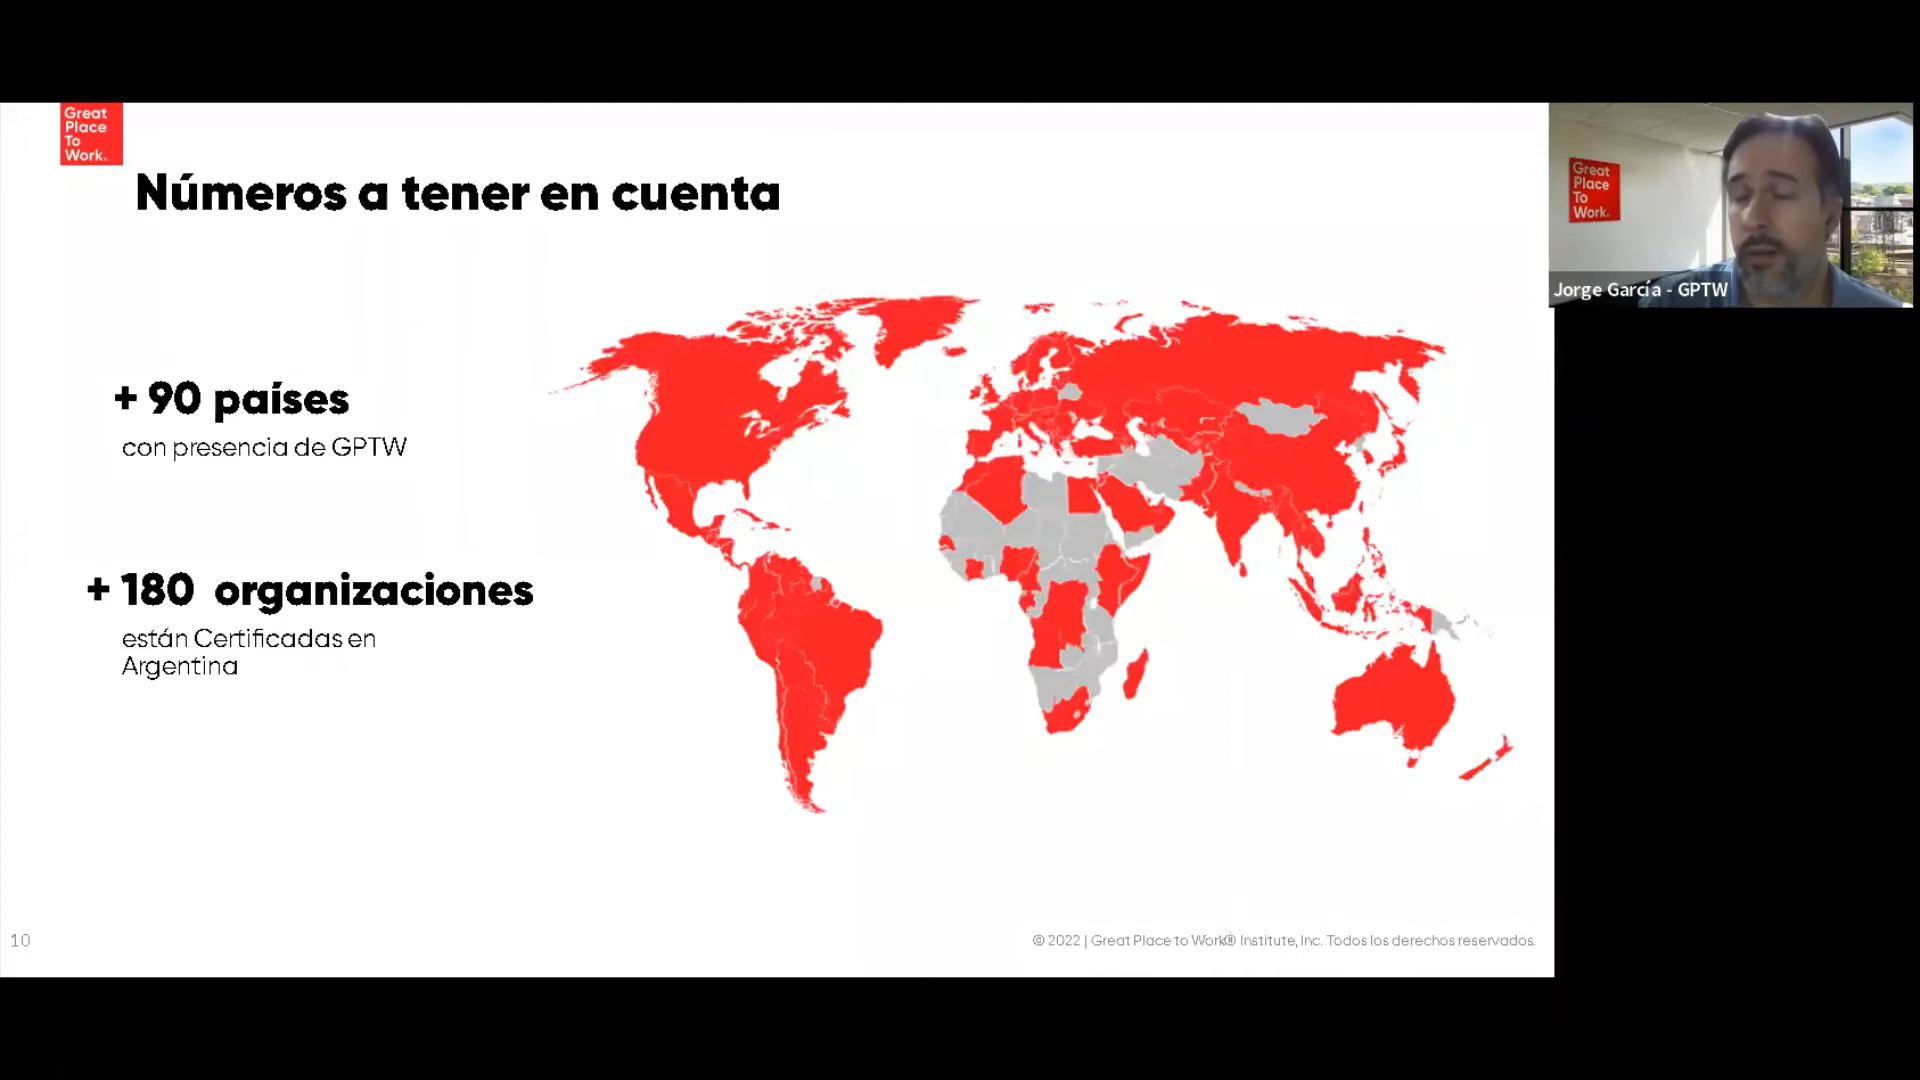 Great
Place
To
Work.
Números a tener en cuenta
+ 90 países
con presencia de GPTW
+ 180 organizaciones
están Certificadas en
Argentina
10
© 2022 | Great Place to Work® Institute, Inc. Todos los derechos reservados.
Great
Place
To
Work.
Jorge García - GPTW